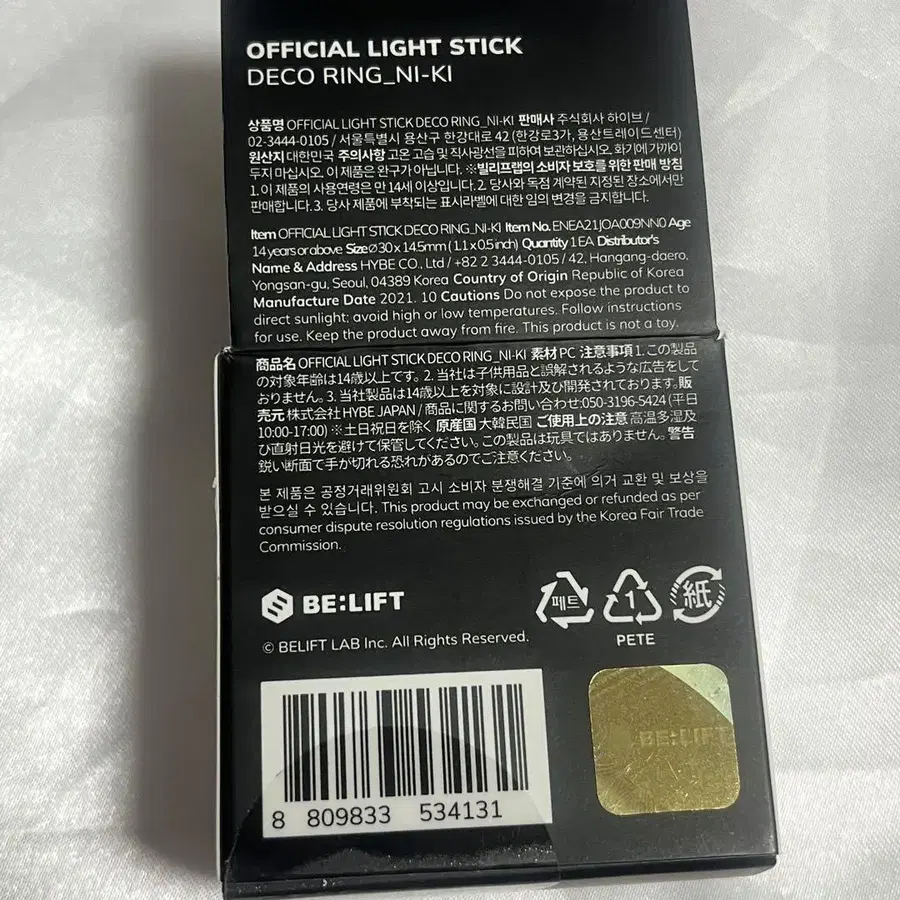 OFFICIAL LIGHT STICK
DECO RING_NI-KI
상품명 OFFICIAL LIGHT STICK DECO RING_NI-KI 판매사 주식회사 하이브 /
02-3444-0105 / 서울특별시 용산구 한강대로 42 (한강로3가, 용산트레이드센터)
원산지 대한민국 주의사항 고온 고습 및 직사광선을 피하여 보관하십시오. 화기에 가까이
두지 마십시오. 이 제품은 완구가 아닙니다. ※빌리프랩의 소비자 보호를 위한 판매 방침
1. 이 제품의 사용연령은 만 14세 이상입니다. 2. 당사와 독점 계약된 지정된 장소에서만
판매합니다. 3. 당사 제품에 부착되는 표시라벨에 대한 임의 변경을 금지합니다.
Item OFFICIAL LIGHT STICK DECO RING_NI-KI Item No. ENEA21JOA009NN0 Age
14 years or above Size Ø30 x 14.5mm ( 1.1 x 0.5 inch) Quantity 1 EA Distributor's
Name & Address HYBE CO., Ltd / +82 2 3444-0105 / 42, Hangang-daero,
Yongsan-gu, Seoul, 04389 Korea Country of Origin Republic of Korea
Manufacture Date 2021. 10 Cautions Do not expose the product to
direct sunlight; avoid high or low temperatures. Follow instructions
for use. Keep the product away from fire. This product is not a toy.
商品名 OFFICIAL LIGHT STICK DECO RING_NI-KI 素材 PC 注意事項 1. この製品
の対象年齢は14歳以上です。2. 当社は子供用品と誤解されるような広告をして
おりません。3. 当社製品は14歳以上を対象に設計及び開発されております。販
売元 株式会社 HYBE JAPAN / 商品に関するお問い合わせ:050-3196-5424 (平日
10:00-17:00) ※土日祝日を除く 原産国 大韓民国 ご使用上の注意 高温多湿及
び直射日光を避けて保管してください。この製品は玩具ではありません。警告
鋭い断面て手が切れる恐れがあるのでご注意ください。
본 제품은 공정거래위원회 고시 소비자 분쟁해결 기준에 의거 교환 및 보상을
받으실 수 있습니다. This product may be exchanged or refunded as per
consumer dispute resolution regulations issued by the Korea Fair Trade
Commission.
BE:LIFT
© BELIFT LAB Inc. All Rights Reserved.
페트
1
紙
PETE
BE:LIFT
8 809833 534131